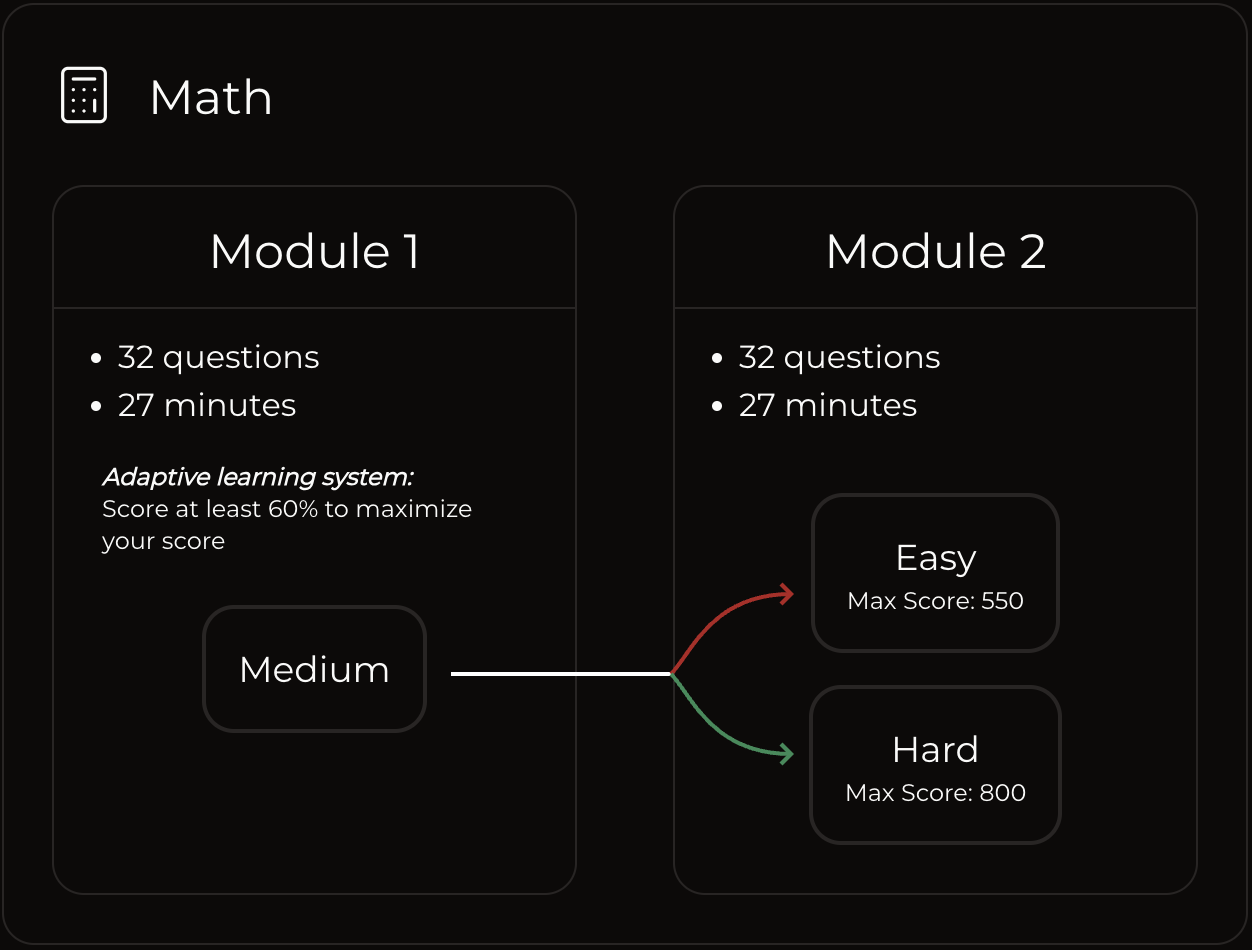 Math
Module 1
• 32 questions
• 27 minutes
Adaptive learning system:
Score at least 60% to maximize
your score
Medium
Module 2
• 32 questions
• 27 minutes
Easy
Max Score: 550
Hard
Max Score: 800